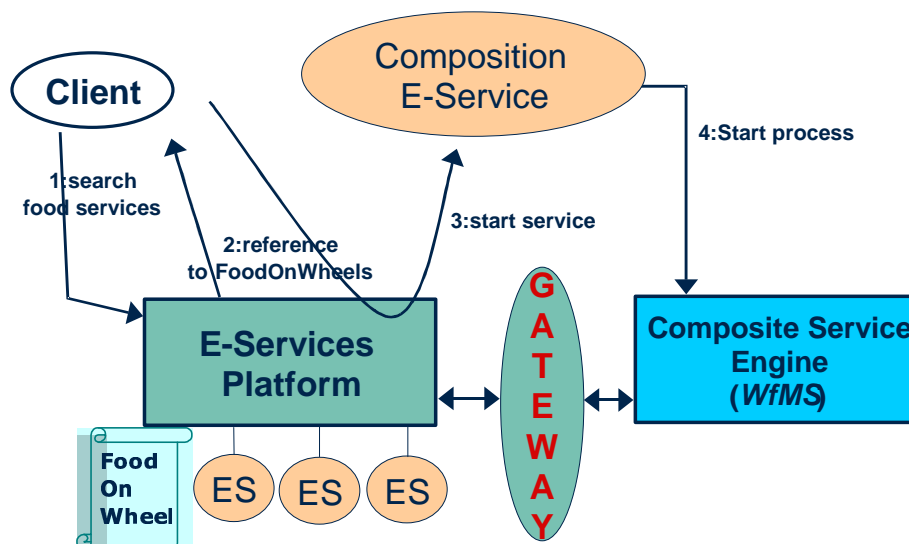 Client
Composition
E-Service
4:Start process
1:search
food services
3:start service
2:reference
to FoodOnWheels
G
A
T
E
W
A
Y
E-Services
Platform
Composite Service
Engine
(WfMS)
Food
On
Wheel
ES
ES
ES